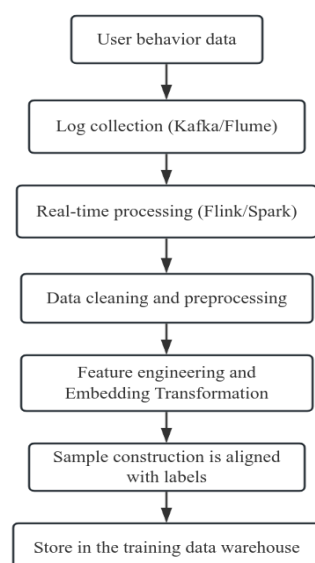 User behavior data
Log collection (Kafka/Flume)
Real-time processing (Flink/Spark)
Data cleaning and preprocessing
Feature engineering and
Embedding Transformation
Sample construction is aligned
with labels
Store in the training data warehouse